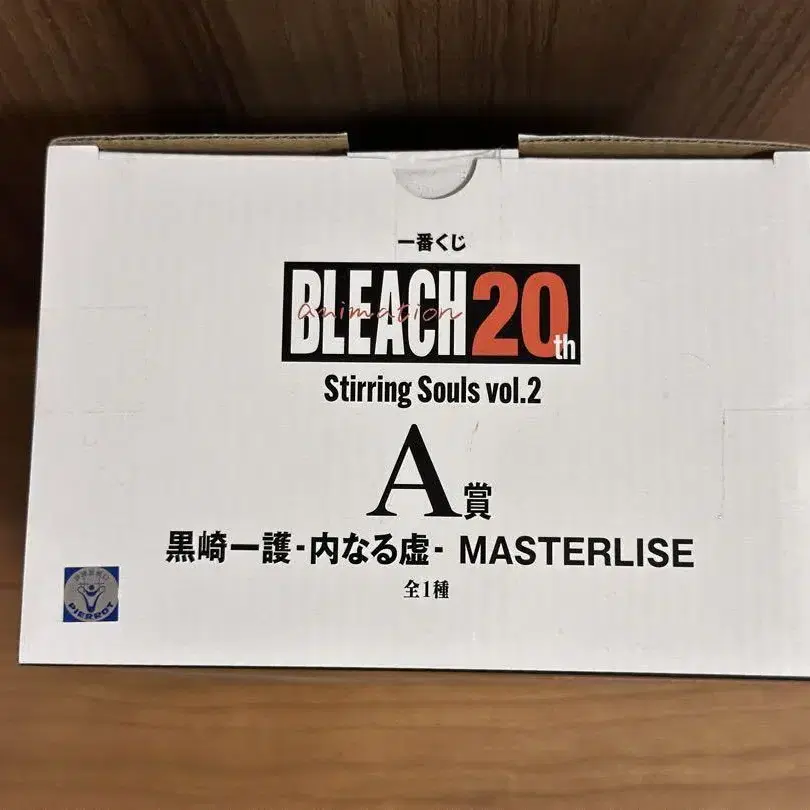 一番くじ
BLEACH 20th
animation
Stirring Souls vol.2
A賞
黒崎一護-内なる虚- MASTERLISE
全1種
PIERROT